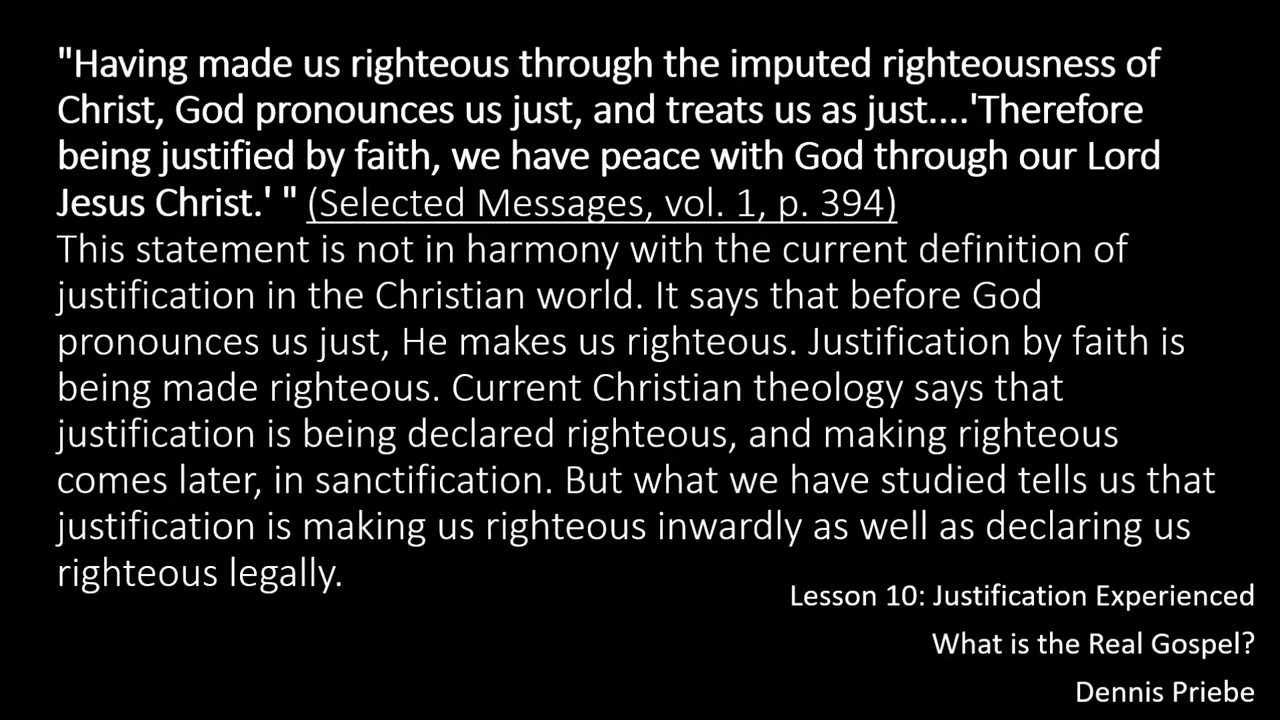 "Having made us righteous through the imputed righteousness of
Christ, God pronounces us just, and treats us as just....'Therefore
being justified by faith, we have peace with God through our Lord
Jesus Christ.' " (Selected Messages, vol. 1, p. 394)
This statement is not in harmony with the current definition of
justification in the Christian world. It says that before God
pronounces us just, He makes us righteous. Justification by faith is
being made righteous. Current Christian theology says that
justification is being declared righteous, and making righteous
comes later, in sanctification. But what we have studied tells us that
justification is making us righteous inwardly as well as declaring us
righteous legally.
Lesson 10: Justification Experienced
What is the Real Gospel?
Dennis Priebe